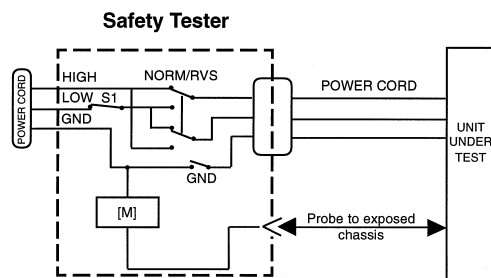 Safety Tester
HIGH
NORM/RVS
LOW S1
GND
POWER CORD
POWER CORD
UNIT
UNDER
TEST
GND
[M]
Probe to exposed
chassis